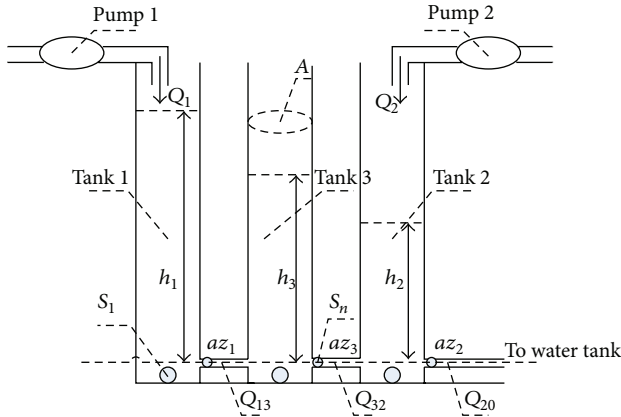 Pump 1
Pump 2
A
Q1
Q2
Tank 1
Tank 3
Tank 2
h1
h3
h2
S1
Sn
az1
az3
az2
To water tank
Q13
Q32
Q20